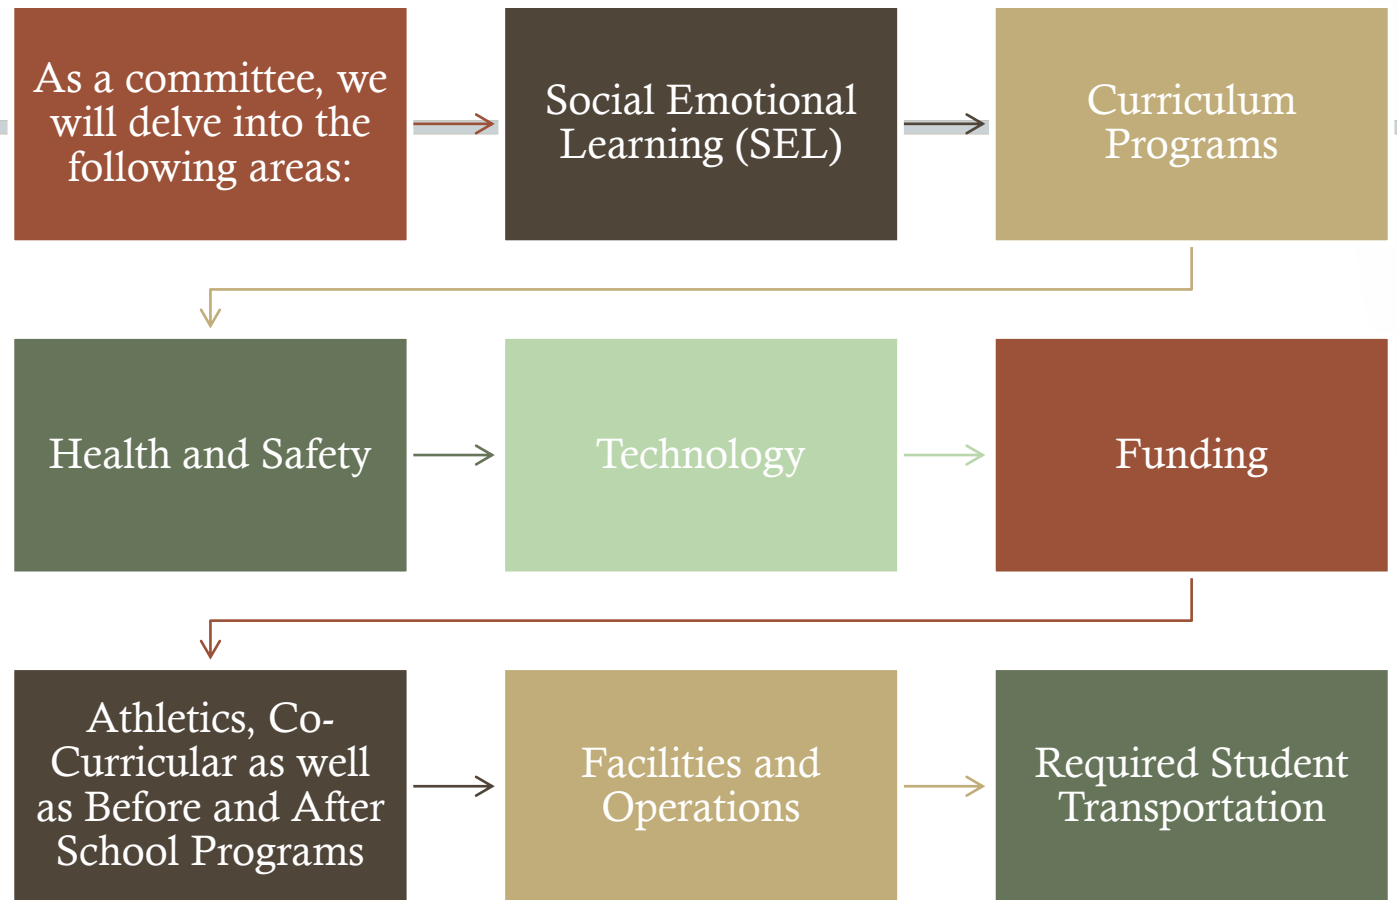 As a committee, we
will delve into the
following areas:
Social Emotional
Learning (SEL)
Curriculum
Programs
Health and Safety
Technology
Funding
Athletics, Co-
Curricular as well
as Before and After
School Programs
Facilities and
Operations
Required Student
Transportation